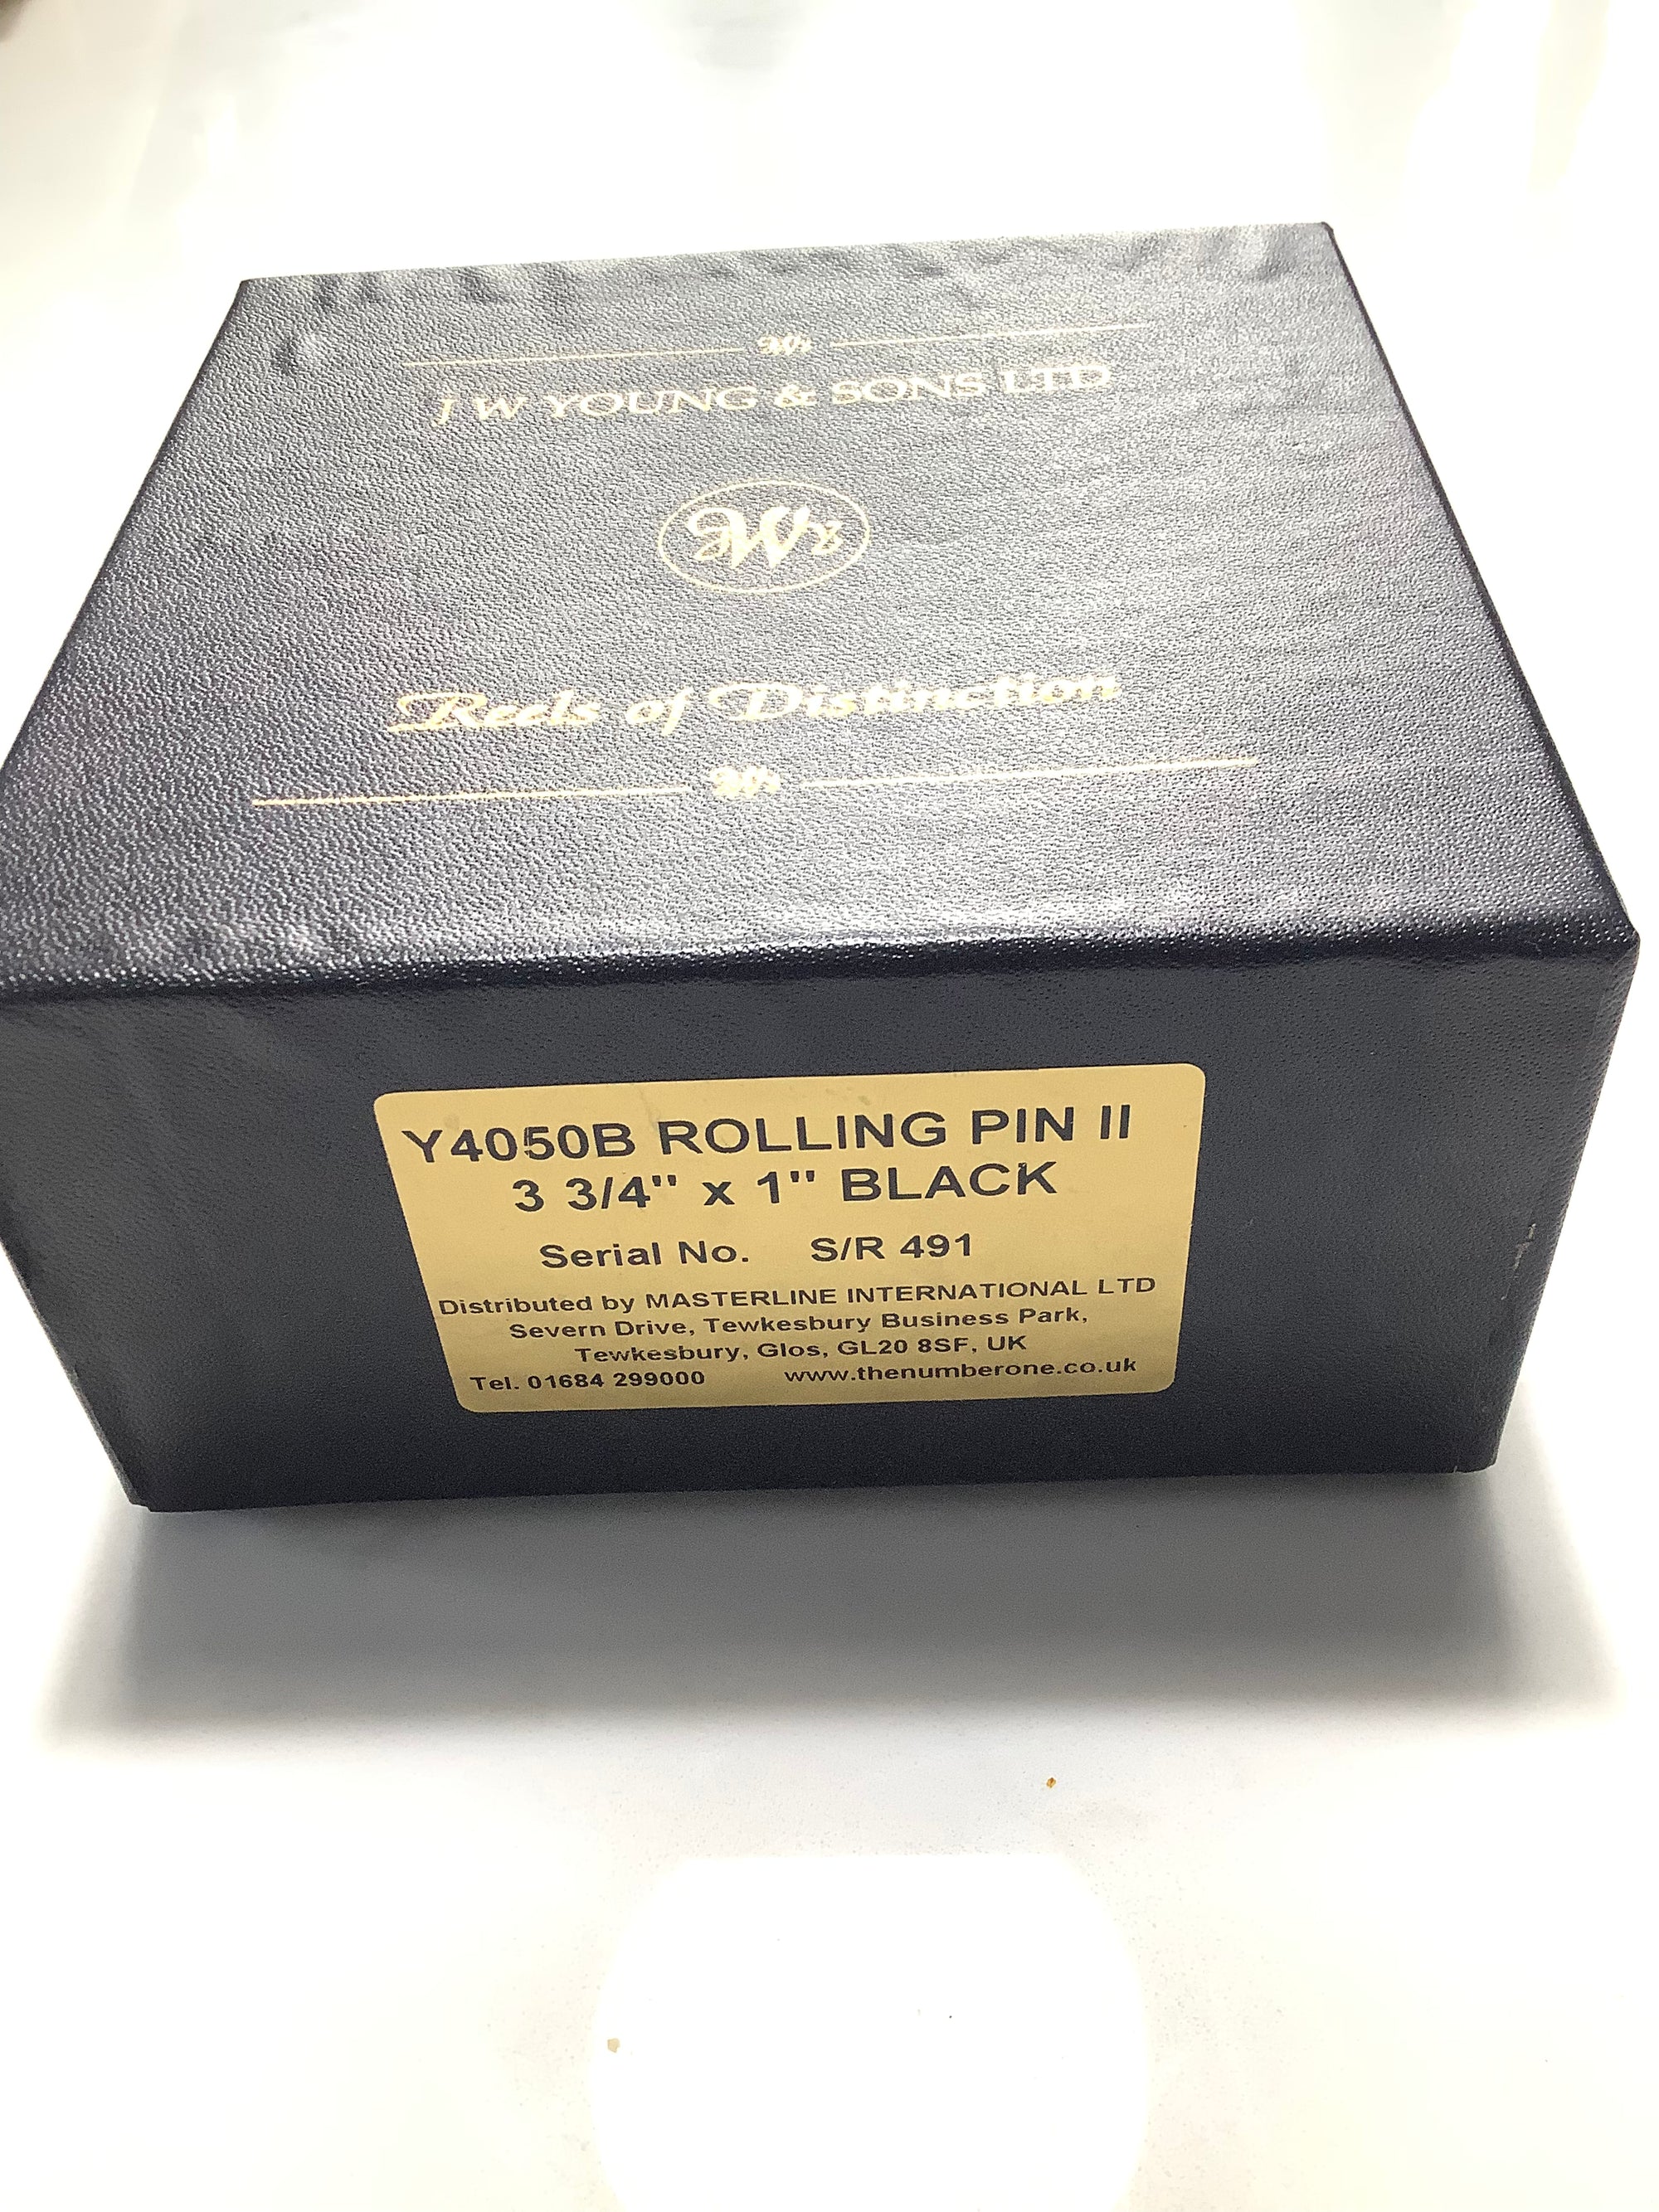 J W YOUNG & SONS LTD
Reels of Distinction
Y4050B ROLLING PIN II
3 3/4" x 1" BLACK
Serial No. S/R 491
Distributed by MASTERLINE INTERNATIONAL LTD
Severn Drive, Tewkesbury Business Park,
Tewkesbury, Glos, GL20 8SF, UK
Tel. 01684 299000 www.thenumberone.co.uk